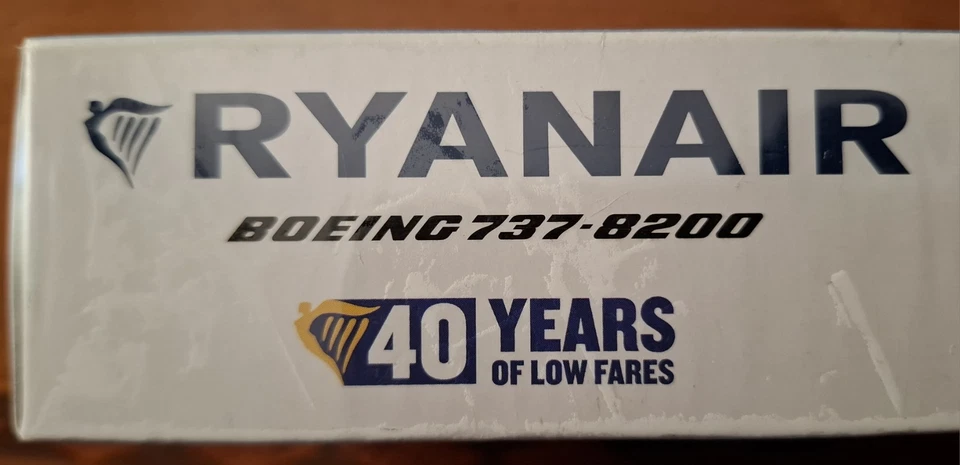 RYANAIR
BOEING 737-8200
40 YEARS
OF LOW FARES